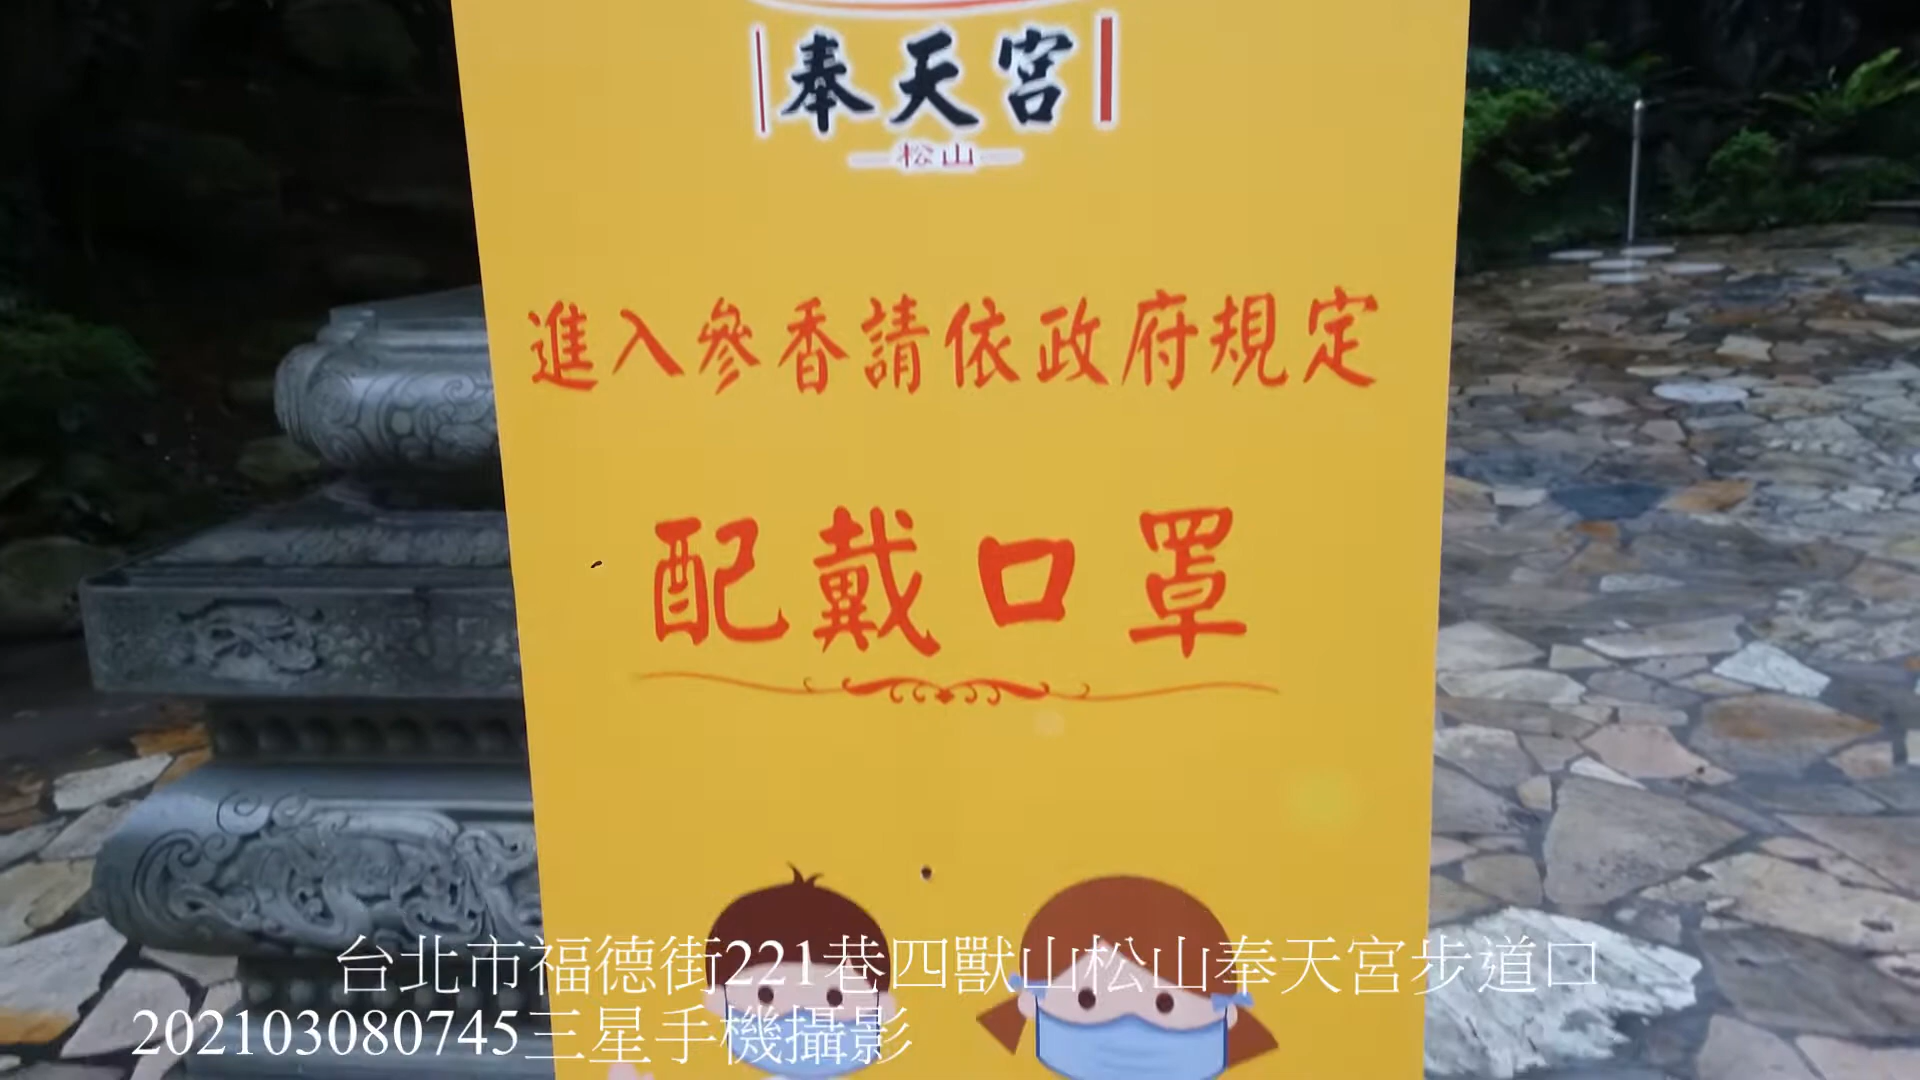 奉天宮
松山
進入參香請依政府規定
配戴口罩
台北市福德街221巷四獸山松山奉天宮步道口
202103080745三星手機攝影